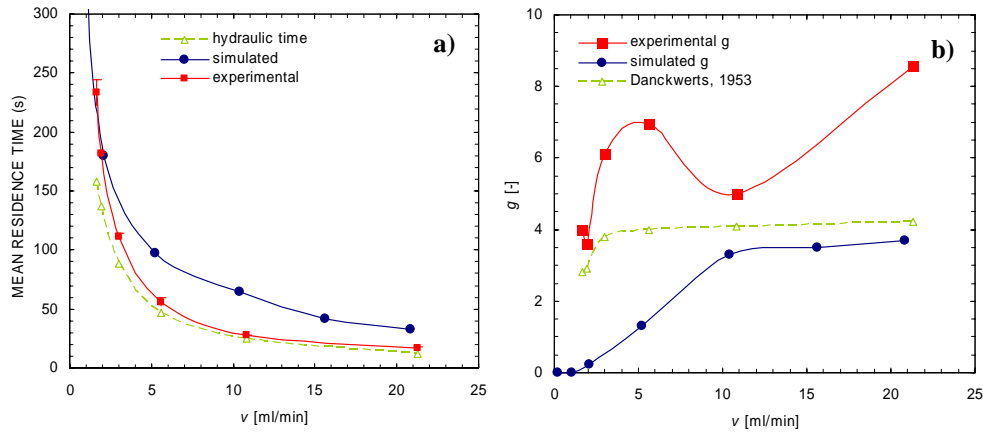 300
250
200
150
100
50
0
MEAN RESIDENCE TIME (s)
hydraulic time
simulated
experimental
a)
0 5 10 15 20 25
v [ml/min]
10
8
6
4
2
0
g [-]
experimental g
simulated g
Danckwerts, 1953
b)
0 5 10 15 20 25
v [ml/min]